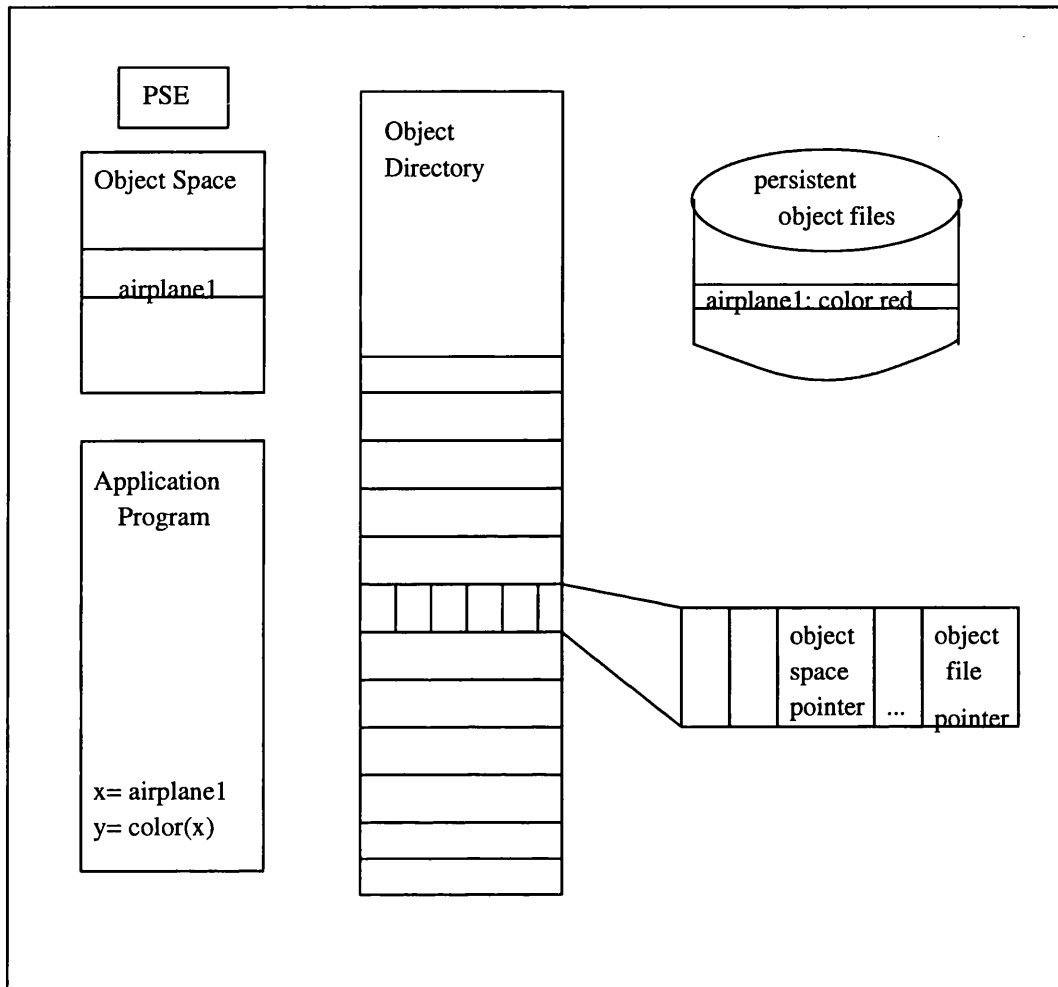 PSE
Object Space
airplane1
Application
Program
x= airplane1
y= color(x)
Object
Directory
persistent
object files
airplane1: color red
object
space
pointer
...
object
file
pointer